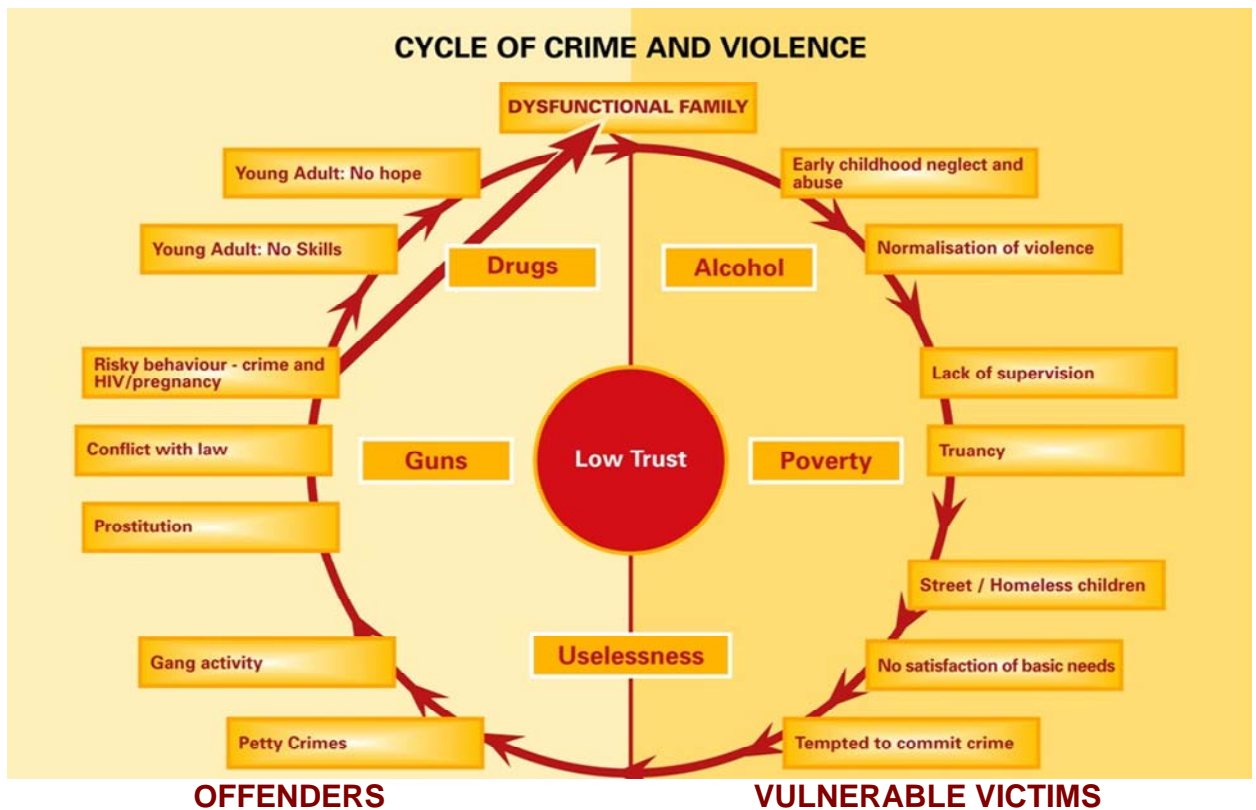 CYCLE OF CRIME AND VIOLENCE
DYSFUNCTIONAL FAMILY
Young Adult: No hope
Early childhood neglect and
abuse
Young Adult: No Skills
Normalisation of violence
Drugs
Alcohol
Risky behaviour - crime and
HIV/pregnancy
Lack of supervision
Conflict with law
Guns
Low Trust
Poverty
Truancy
Prostitution
Street / Homeless children
Gang activity
Uselessness
No satisfaction of basic needs
Petty Crimes
Tempted to commit crime
OFFENDERS
VULNERABLE VICTIMS